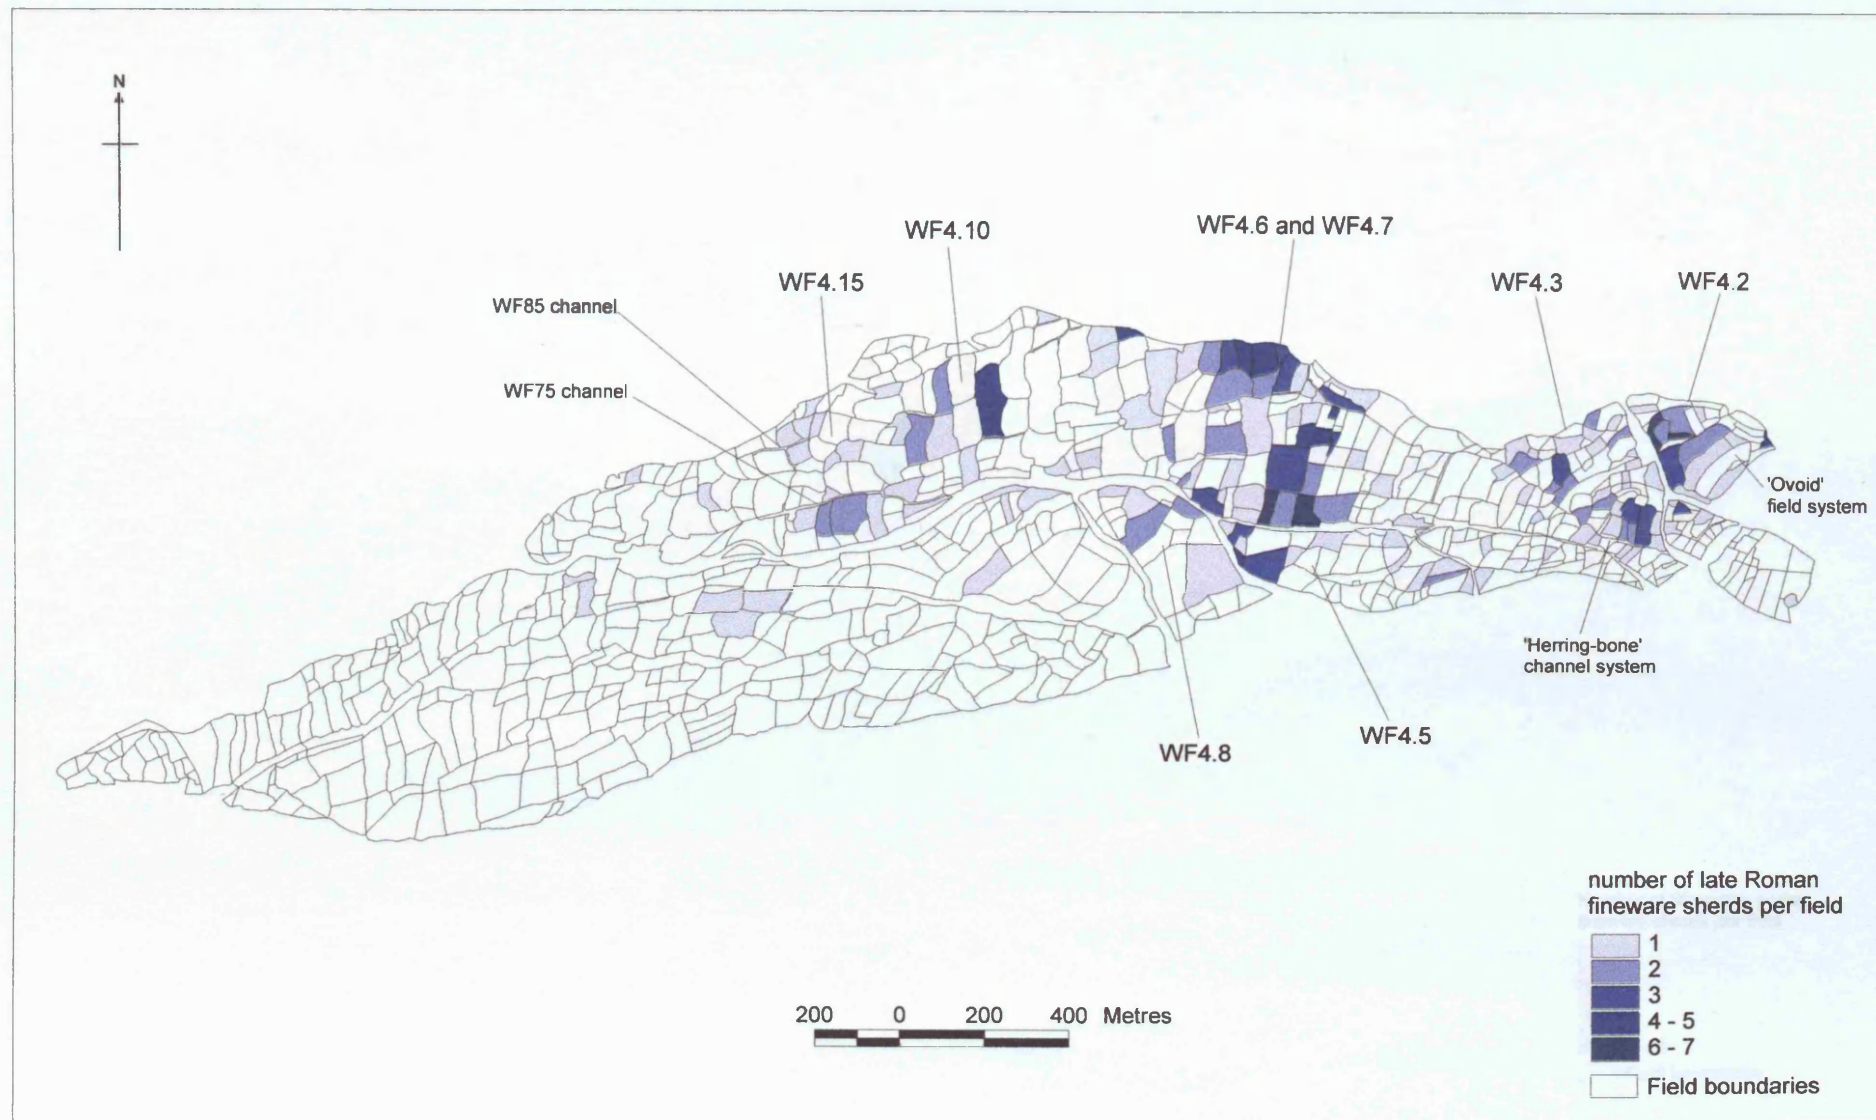 N
WF4.10
WF4.6 and WF4.7
WF4.15
WF4.3
WF4.2
WF85 channel
WF75 channel
'Ovoid'
field system
'Herring-bone'
channel system
WF4.5
WF4.8
number of late Roman
fineware sherds per field
1
2
3
4 - 5
6 - 7
Field boundaries
200 0 200 400 Metres